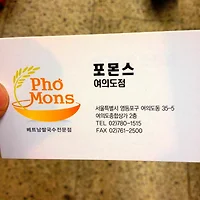 Phở
Mons
베트남쌀국수전문점
포몬스
여의도점
서울특별시 영등포구 여의도동 35-5
여의도종합상가 2층
TEL 02)780-1515
FAX 02)761-2500